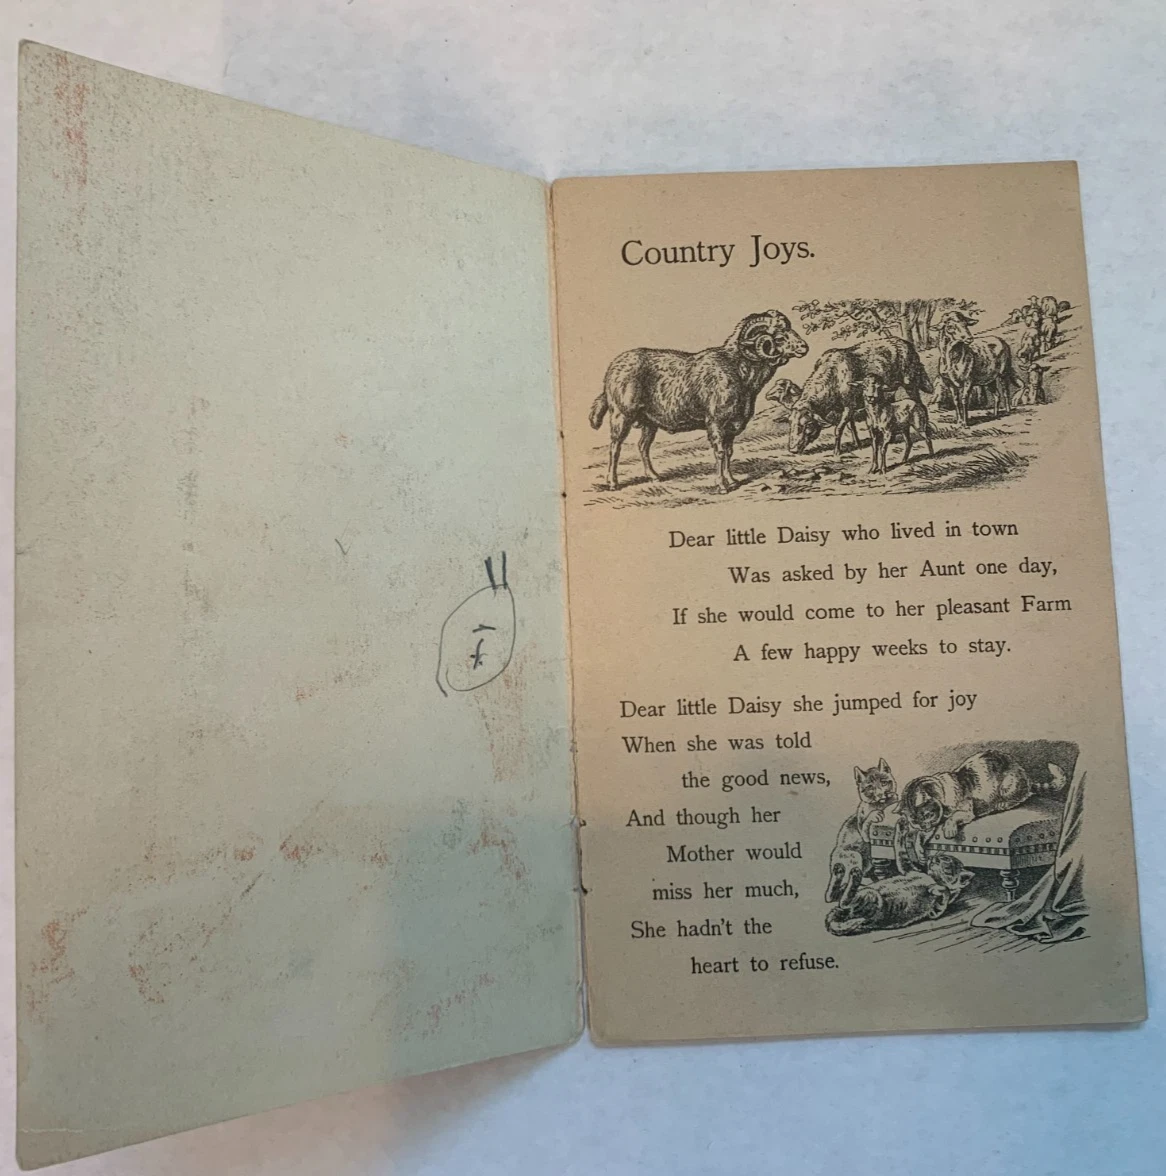 Country Joys.
Dear little Daisy who lived in town
Was asked by her Aunt one day,
If she would come to her pleasant Farm
A few happy weeks to stay.
Dear little Daisy she jumped for joy
When she was told
the good news,
And though her
Mother would
miss her much,
She hadn't the
heart to refuse.